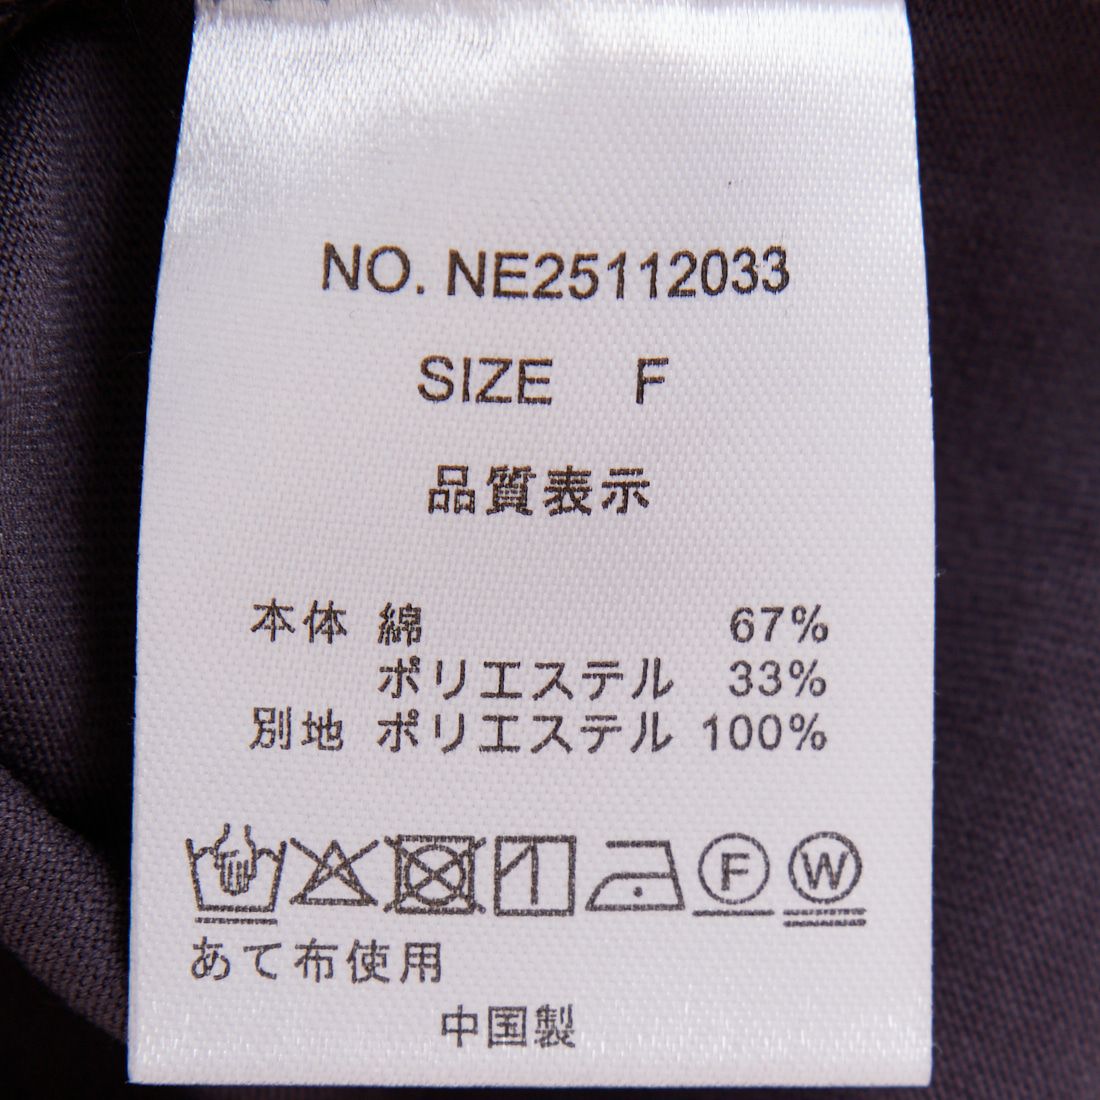 NO. NE25112033
SIZE F
品質表示
本体 綿 67%
ポリエステル 33%
別地 ポリエステル 100%
F W
あて布使用
中国製